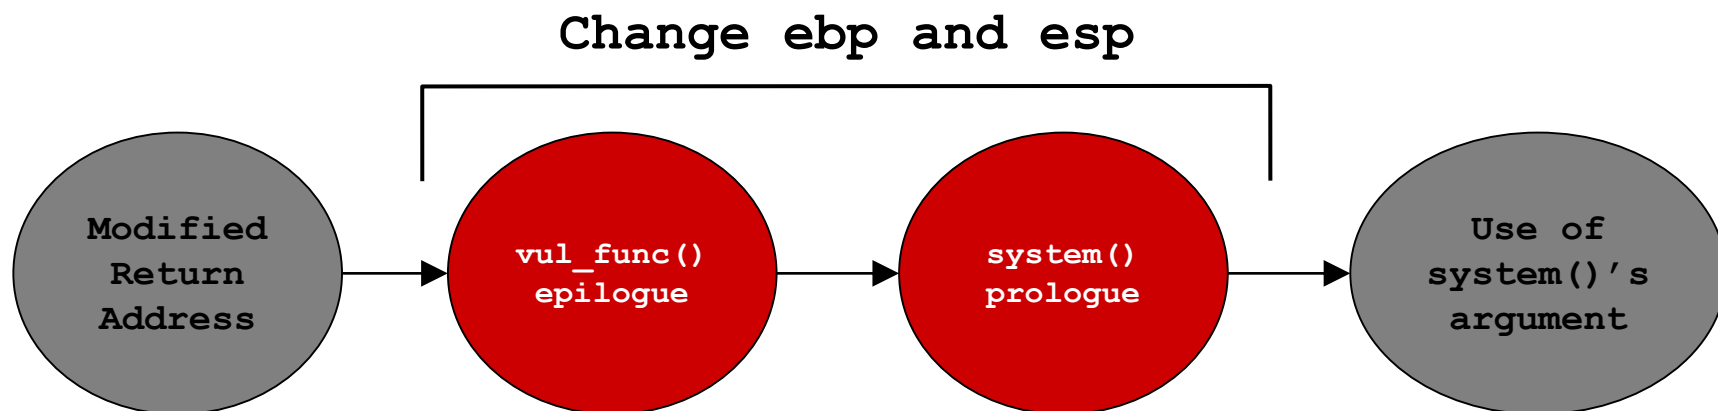 Change ebp and esp
Modified
Return
Address
vul_func()
epilogue
system()
prologue
Use of
system()’s
argument